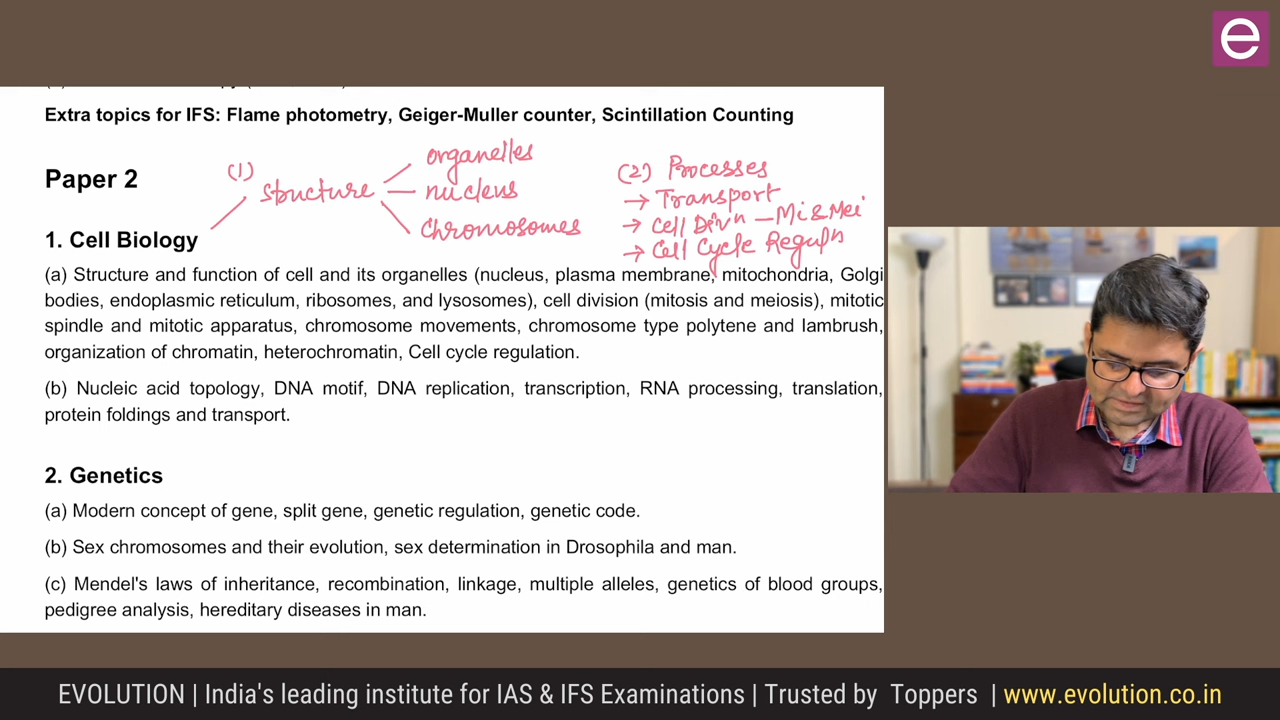 e
Extra topics for IFS: Flame photometry, Geiger-Muller counter, Scintillation Counting
Paper 2
(1)
structure
organelles
nucleus
chromosomes
(2) Processes
→ Transport
→ Cell Divⁿ – Mi & Mei
→ Cell Cycle Regulⁿ
1. Cell Biology
(a) Structure and function of cell and its organelles (nucleus, plasma membrane, mitochondria, Golgi
bodies, endoplasmic reticulum, ribosomes, and lysosomes), cell division (mitosis and meiosis), mitotic
spindle and mitotic apparatus, chromosome movements, chromosome type polytene and lambrush,
organization of chromatin, heterochromatin, Cell cycle regulation.
(b) Nucleic acid topology, DNA motif, DNA replication, transcription, RNA processing, translation,
protein foldings and transport.
2. Genetics
(a) Modern concept of gene, split gene, genetic regulation, genetic code.
(b) Sex chromosomes and their evolution, sex determination in Drosophila and man.
(c) Mendel's laws of inheritance, recombination, linkage, multiple alleles, genetics of blood groups,
pedigree analysis, hereditary diseases in man.
EVOLUTION | India's leading institute for IAS & IFS Examinations | Trusted by Toppers | www.evolution.co.in